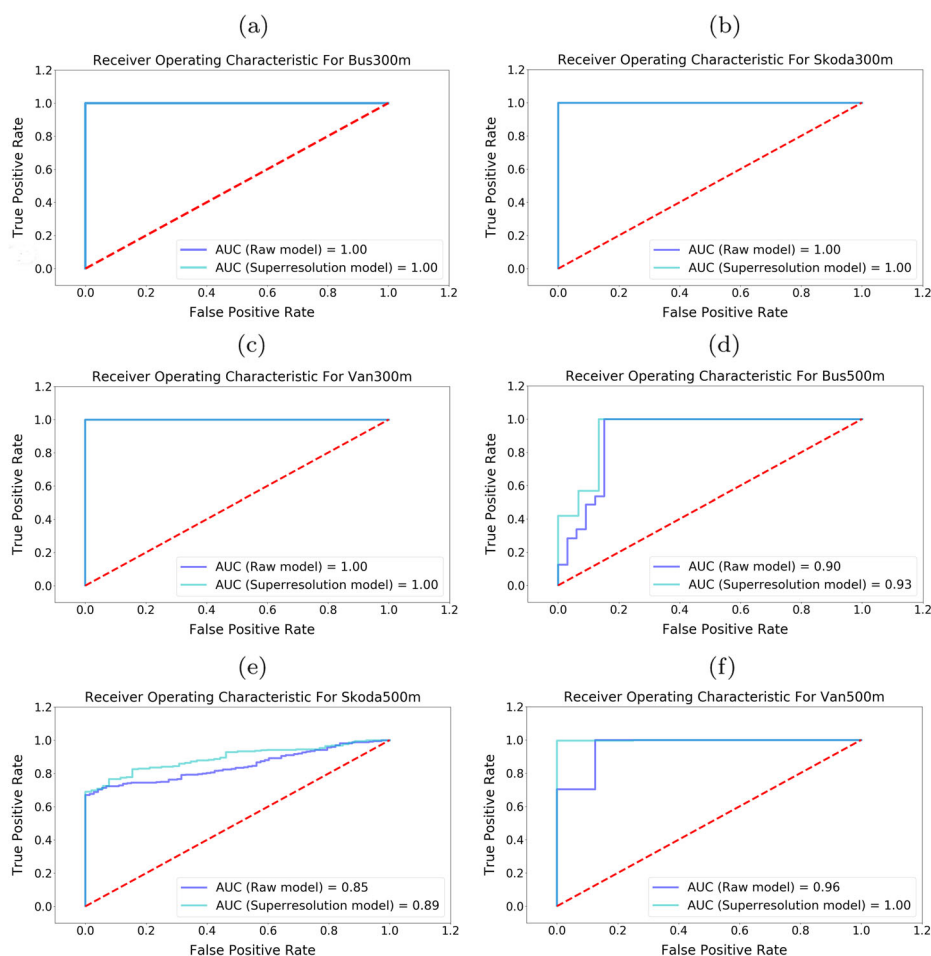 (a)
Receiver Operating Characteristic For Bus300m
1.2
1.0
0.8
0.6
0.4
0.2
0.0
True Positive Rate
AUC (Raw model) = 1.00
AUC (Superresolution model) = 1.00
0.0 0.2 0.4 0.6 0.8 1.0 1.2
False Positive Rate
(b)
Receiver Operating Characteristic For Skoda300m
1.2
1.0
0.8
0.6
0.4
0.2
0.0
True Positive Rate
AUC (Raw model) = 1.00
AUC (Superresolution model) = 1.00
0.0 0.2 0.4 0.6 0.8 1.0 1.2
False Positive Rate
(c)
Receiver Operating Characteristic For Van300m
1.2
1.0
0.8
0.6
0.4
0.2
0.0
True Positive Rate
AUC (Raw model) = 1.00
AUC (Superresolution model) = 1.00
0.0 0.2 0.4 0.6 0.8 1.0 1.2
False Positive Rate
(d)
Receiver Operating Characteristic For Bus500m
1.2
1.0
0.8
0.6
0.4
0.2
0.0
True Positive Rate
AUC (Raw model) = 0.90
AUC (Superresolution model) = 0.93
0.0 0.2 0.4 0.6 0.8 1.0 1.2
False Positive Rate
(e)
Receiver Operating Characteristic For Skoda500m
1.2
1.0
0.8
0.6
0.4
0.2
0.0
True Positive Rate
AUC (Raw model) = 0.85
AUC (Superresolution model) = 0.89
0.0 0.2 0.4 0.6 0.8 1.0 1.2
False Positive Rate
(f)
Receiver Operating Characteristic For Van500m
1.2
1.0
0.8
0.6
0.4
0.2
0.0
True Positive Rate
AUC (Raw model) = 0.96
AUC (Superresolution model) = 1.00
0.0 0.2 0.4 0.6 0.8 1.0 1.2
False Positive Rate